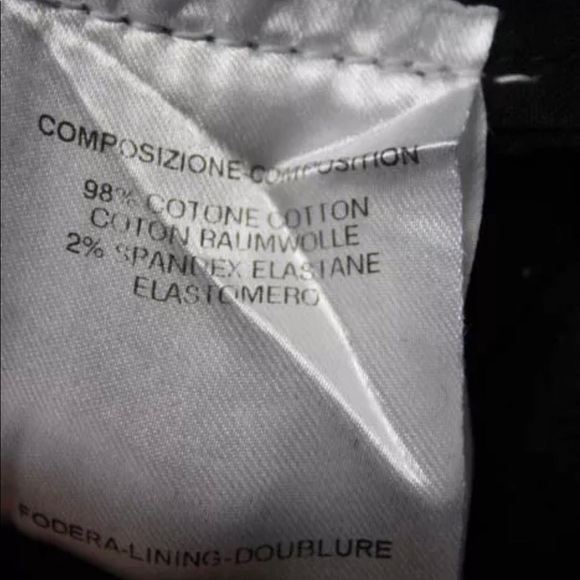 COMPOSIZIONE-COMPOSITION
98% COTONE COTTON
COTON BAUMWOLLE
2% SPANDEX ELASTANE
ELASTOMERO
FODERA-LINING-DOUBLURE